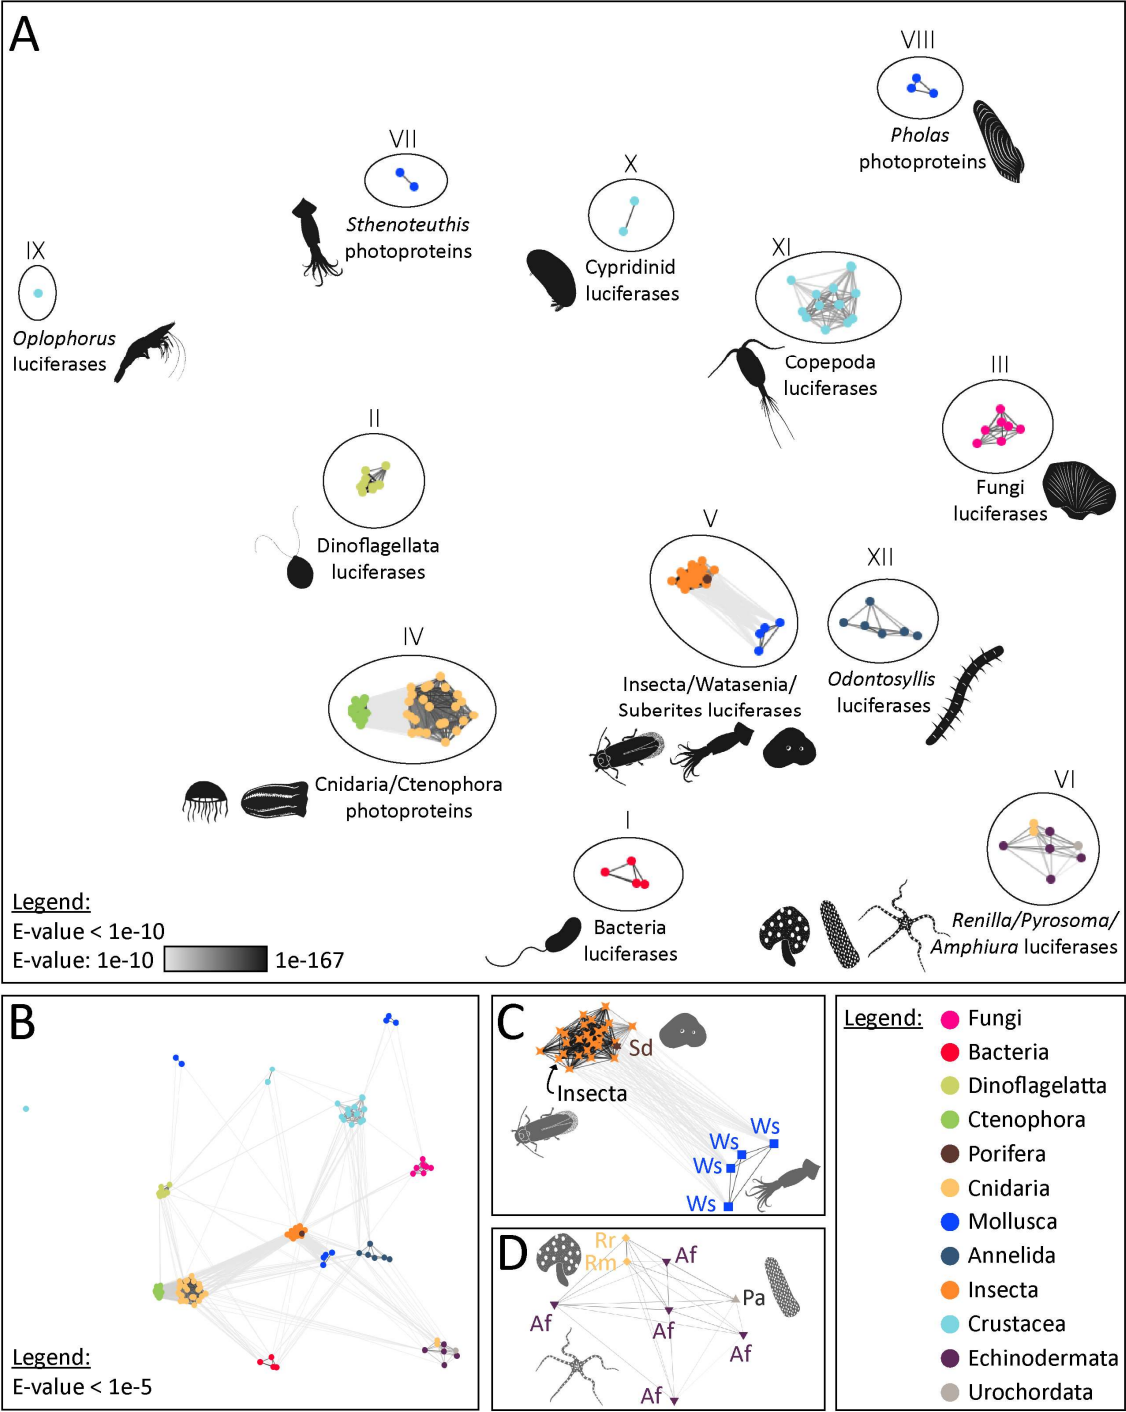 A
VIII
Pholas
photoproteins
VII
Sthenoteuthis
photoproteins
X
Cypridinid
luciferases
IX
Oplophorus
luciferases
XI
Copepoda
luciferases
III
Fungi
luciferases
II
Dinoflagellata
luciferases
V
Insecta/Watasenia/
Suberites luciferases
XII
Odontosyllis
luciferases
IV
Cnidaria/Ctenophora
photoproteins
VI
Renilla/Pyrosoma/
Amphiura luciferases
I
Bacteria
luciferases
Legend:
E-value < 1e-10
E-value: 1e-10 1e-167
B
Legend:
E-value < 1e-5
C
Sd
Insecta
Ws
Ws
Ws
Ws
D
Rr
Rm
Af
Pa
Af
Af
Af
Af
Legend:
Fungi
Bacteria
Dinoflagelatta
Ctenophora
Porifera
Cnidaria
Mollusca
Annelida
Insecta
Crustacea
Echinodermata
Urochordata